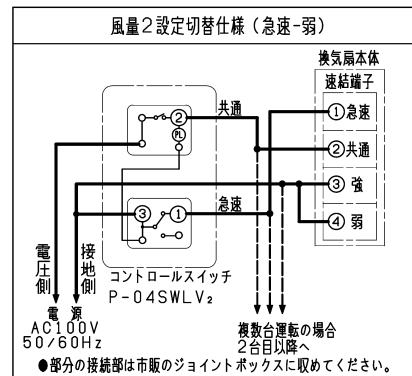 風量2設定切替仕様(急速-弱)
換気扇本体
速結端子
①急速
②共通
③強
④弱
共通
②
PL
急速
③
①
電圧側
接地側
コントロールスイッチ
P-04SWLV₂
電源
AC100V
50/60Hz
複数台運転の場合
2台目以降へ
●部分の接続部は市販のジョイントボックスに収めてください。